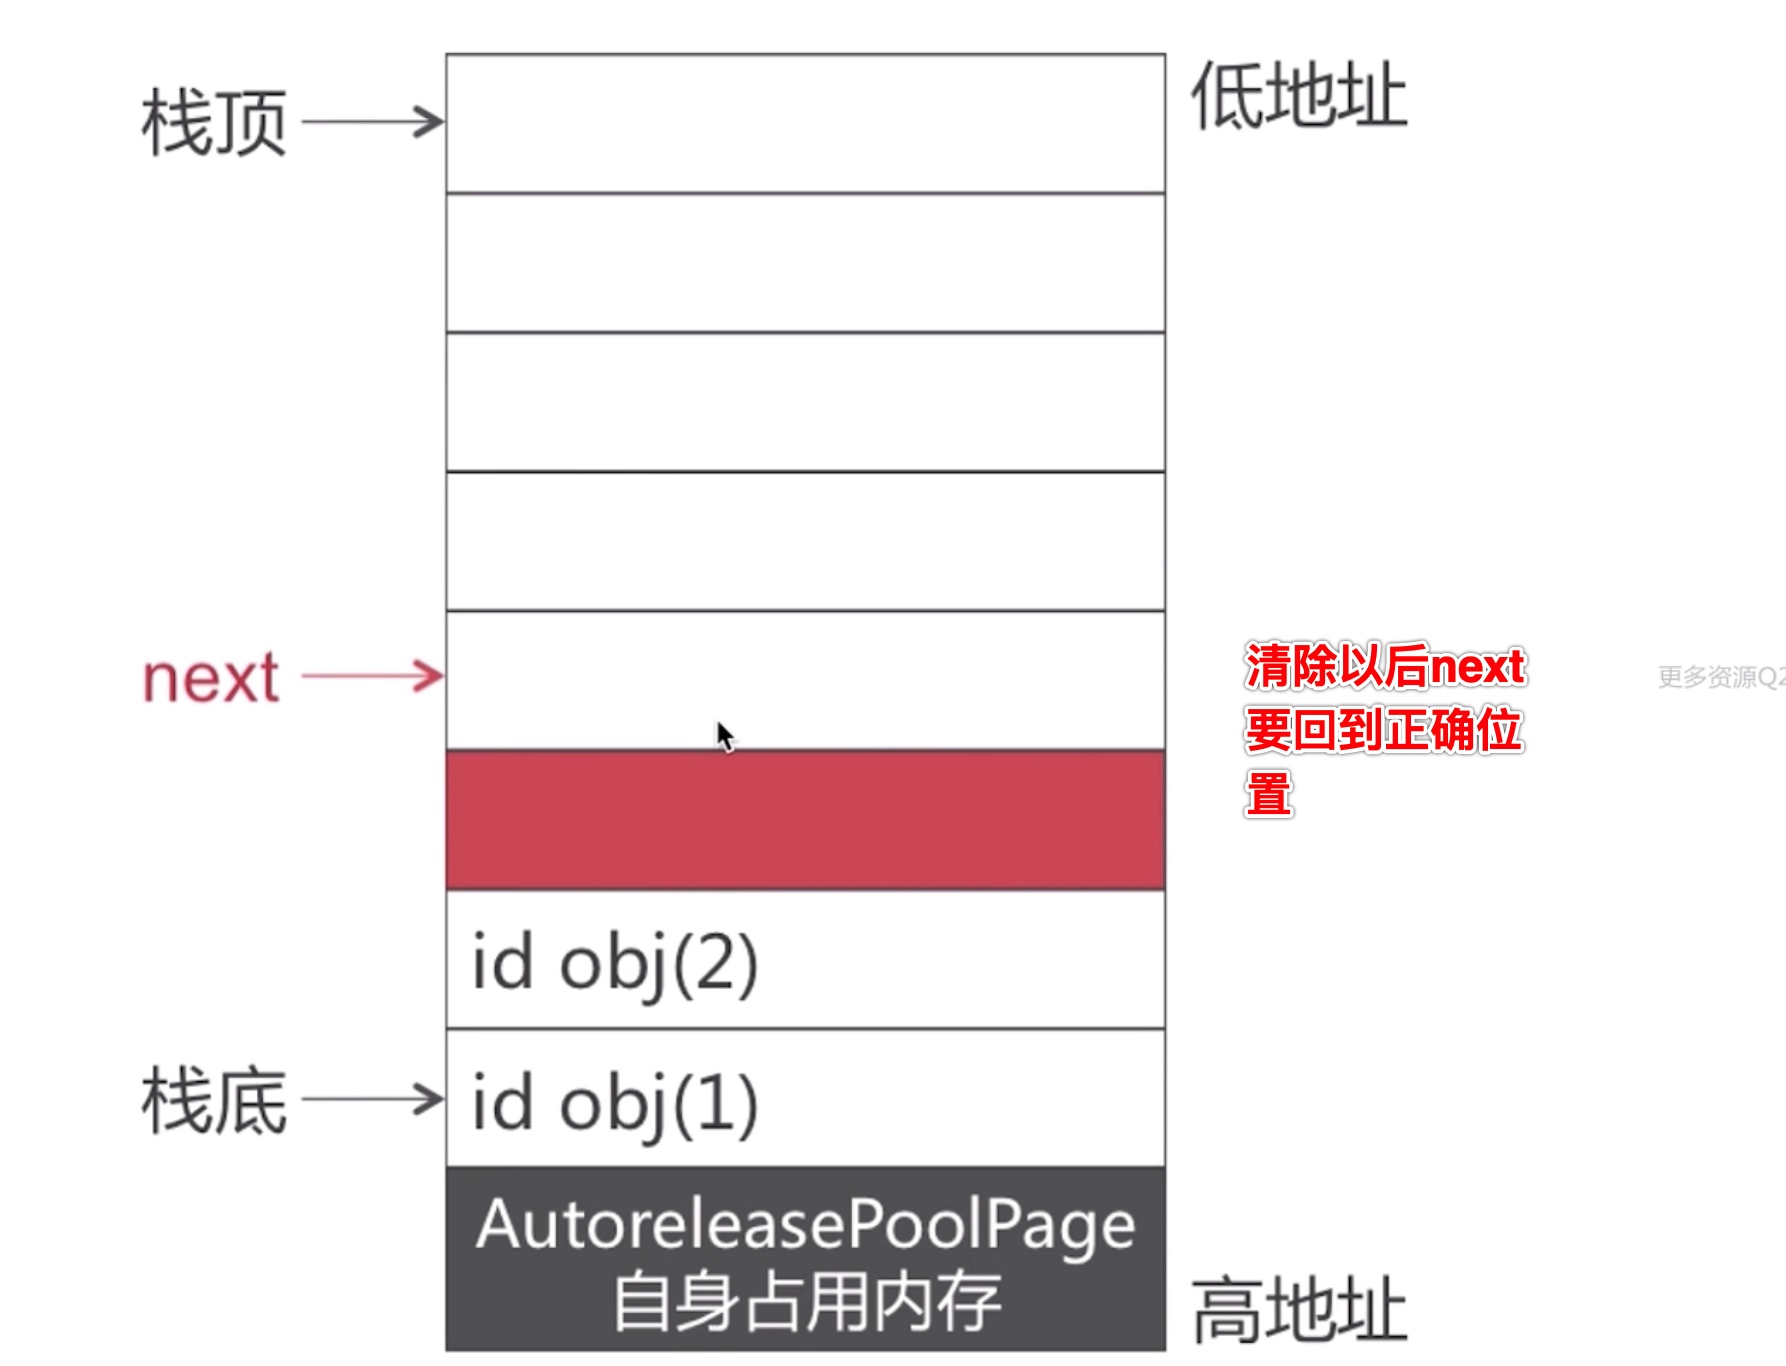 栈顶
低地址
next
清除以后next
要回到正确位
置
更多资源Q2
id obj(2)
栈底
id obj(1)
AutoreleasePoolPage
自身占用内存
高地址